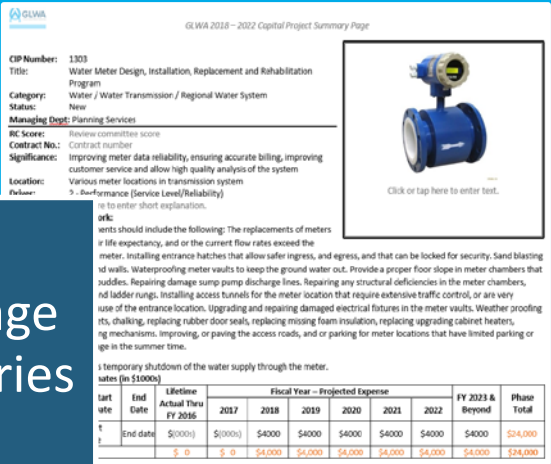 GLWA
GLWA 2018 – 2022 Capital Project Summary Page
CIP Number: 1303
Title: Water Meter Design, Installation, Replacement and Rehabilitation
Program
Category: Water / Water Transmission / Regional Water System
Status: New
Managing Dept: Planning Services
RC Score: Review committee score
Contract No.: Contract number
Significance: Improving meter data reliability, ensuring accurate billing, improving
customer service and allow high quality analysis of the system
Location: Various meter locations in transmission system
Driver: 2 - Performance (Service Level/Reliability)
re to enter short explanation.
Click or tap here to enter text.
ork:
ents should include the following: The replacements of meters
ir life expectancy, and or the current flow rates exceed the
meter. Installing entrance hatches that allow safer ingress, and egress, and that can be locked for security. Sand blasting
nd walls. Waterproofing meter vaults to keep the ground water out. Provide a proper floor slope in meter chambers that
puddles. Repairing damage sump pump discharge lines. Repairing any structural deficiencies in the meter chambers,
nd ladder rungs. Installing access tunnels for the meter location that require extensive traffic control, or are very
use of the entrance location. Upgrading and repairing damaged electrical fixtures in the meter vaults. Weather proofing
ets, chalking, replacing rubber door seals, replacing missing foam insulation, replacing upgrading cabinet heaters,
ng mechanisms. Improving, or paving the access roads, and or parking for meter locations that have limited parking or
ge in the summer time.
s temporary shutdown of the water supply through the meter.
nates (in $1000s)
tart Date End Date Lifetime Actual Thru FY 2016 Fiscal Year – Projected Expense FY 2023 & Beyond Phase Total
2017 2018 2019 2020 2021 2022
End date $(000s) $(000s) $4000 $4000 $4000 $4000 $4000 $4000 $24,000
$ 0 $ 0 $4,000 $4,000 $4,000 $4,000 $4,000 $4,000 $24,000
ge
ries